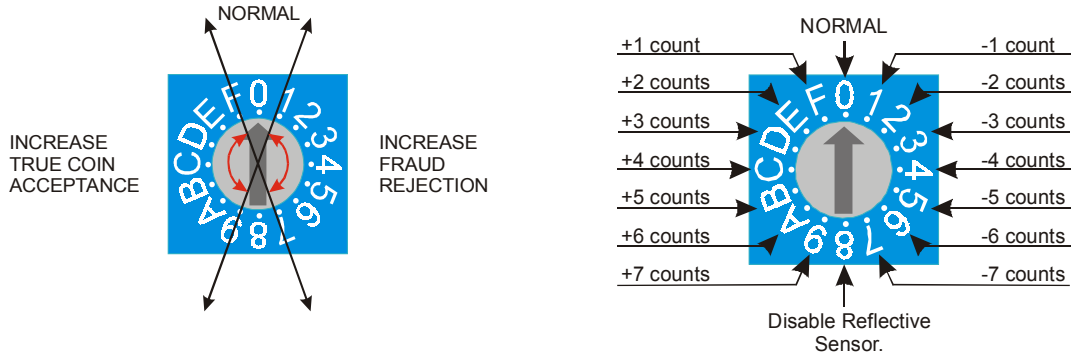 NORMAL
F 0 1 2 3 4 5 6 7 8 9 A B C D E
INCREASE
TRUE COIN
ACCEPTANCE
INCREASE
FRAUD
REJECTION
NORMAL
+1 count
+2 counts
+3 counts
+4 counts
+5 counts
+6 counts
+7 counts
F 0 1 2 3 4 5 6 7 8 9 A B C D E
-1 count
-2 counts
-3 counts
-4 counts
-5 counts
-6 counts
-7 counts
Disable Reflective
Sensor.